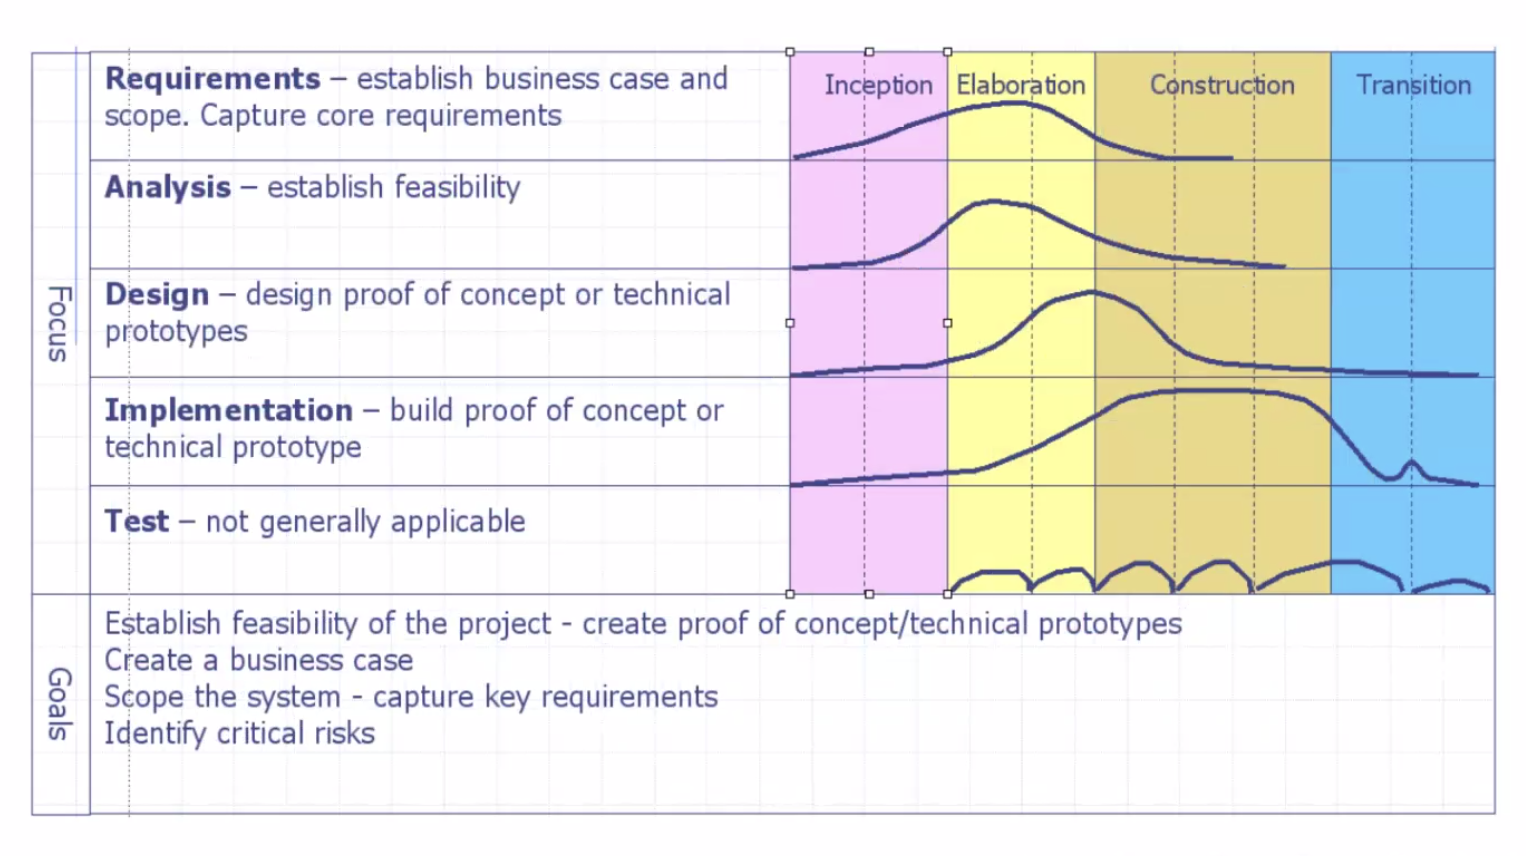 Inception Elaboration Construction Transition
Focus
Requirements – establish business case and
scope. Capture core requirements
Analysis – establish feasibility
Design – design proof of concept or technical
prototypes
Implementation – build proof of concept or
technical prototype
Test – not generally applicable
Goals
Establish feasibility of the project - create proof of concept/technical prototypes
Create a business case
Scope the system - capture key requirements
Identify critical risks